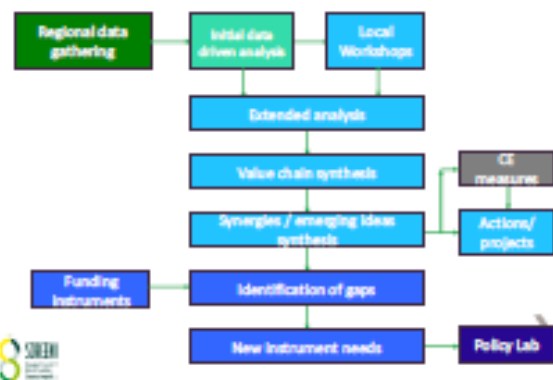 Regional data
gathering
Initial data
driven analysis
Local
Workshops
Extended analysis
Value chain synthesis
CE
measures
Synergies / emerging ideas
synthesis
Actions/
projects
Funding
Instruments
Identification of gaps
New instrument needs
Policy Lab